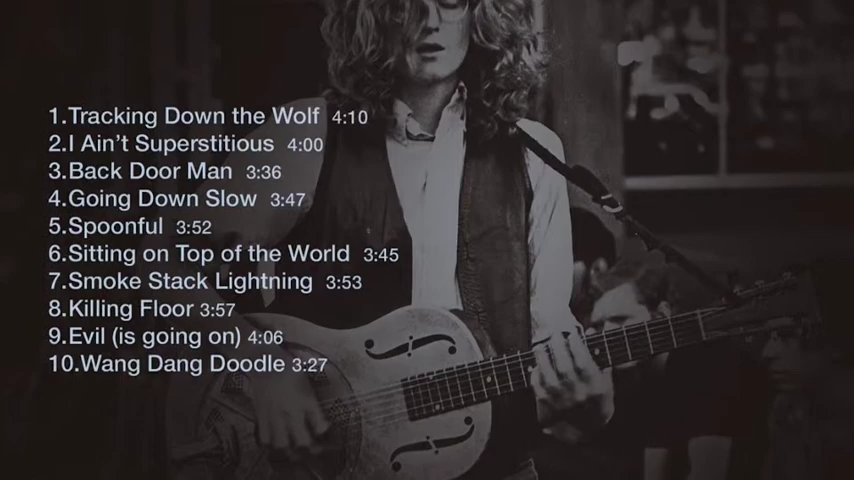 1.Tracking Down the Wolf 4:10
2.I Ain't Superstitious 4:00
3.Back Door Man 3:36
4.Going Down Slow 3:47
5.Spoonful 3:52
6.Sitting on Top of the World 3:45
7.Smoke Stack Lightning 3:53
8.Killing Floor 3:57
9.Evil (is going on) 4:06
10.Wang Dang Doodle 3:27